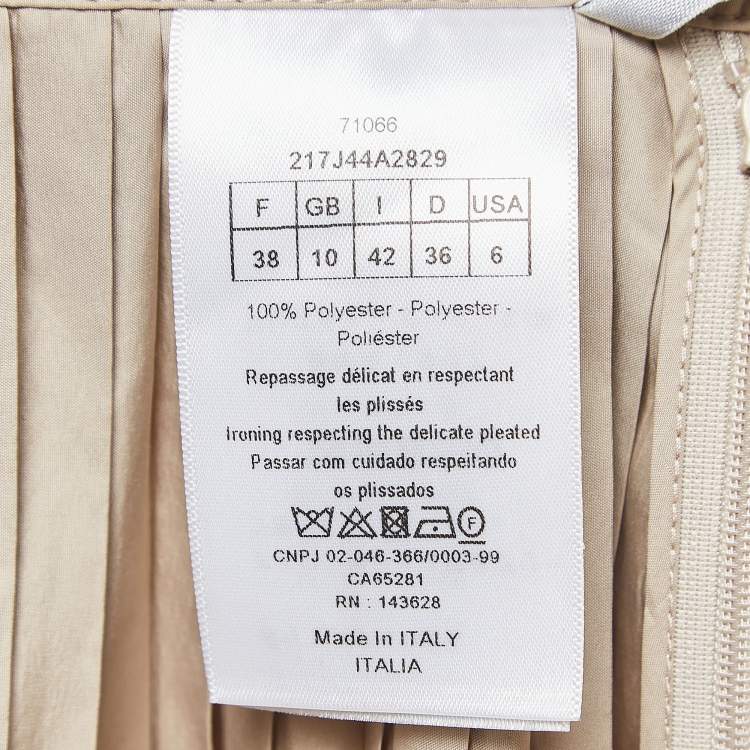 71066
217J44A2829
F GB I D USA
38 10 42 36 6
100% Polyester - Polyester -
Poliéster
Repassage délicat en respectant
les plissés
Ironing respecting the delicate pleated
Passar com cuidado respeitando
os plissados
F
CNPJ 02-046-366/0003-99
CA65281
RN : 143628
Made In ITALY
ITALIA